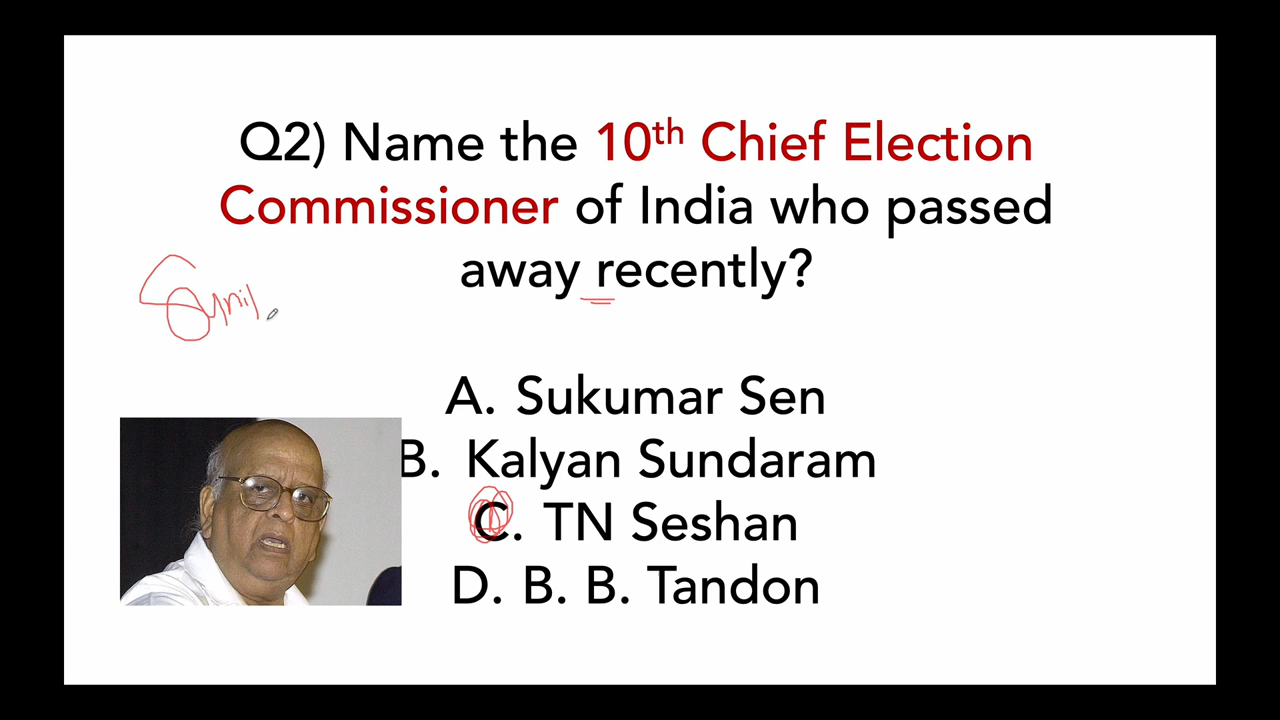 Q2) Name the 10th Chief Election
Commissioner of India who passed
away recently?
Sunil
A. Sukumar Sen
B. Kalyan Sundaram
C. TN Seshan
D. B. B. Tandon